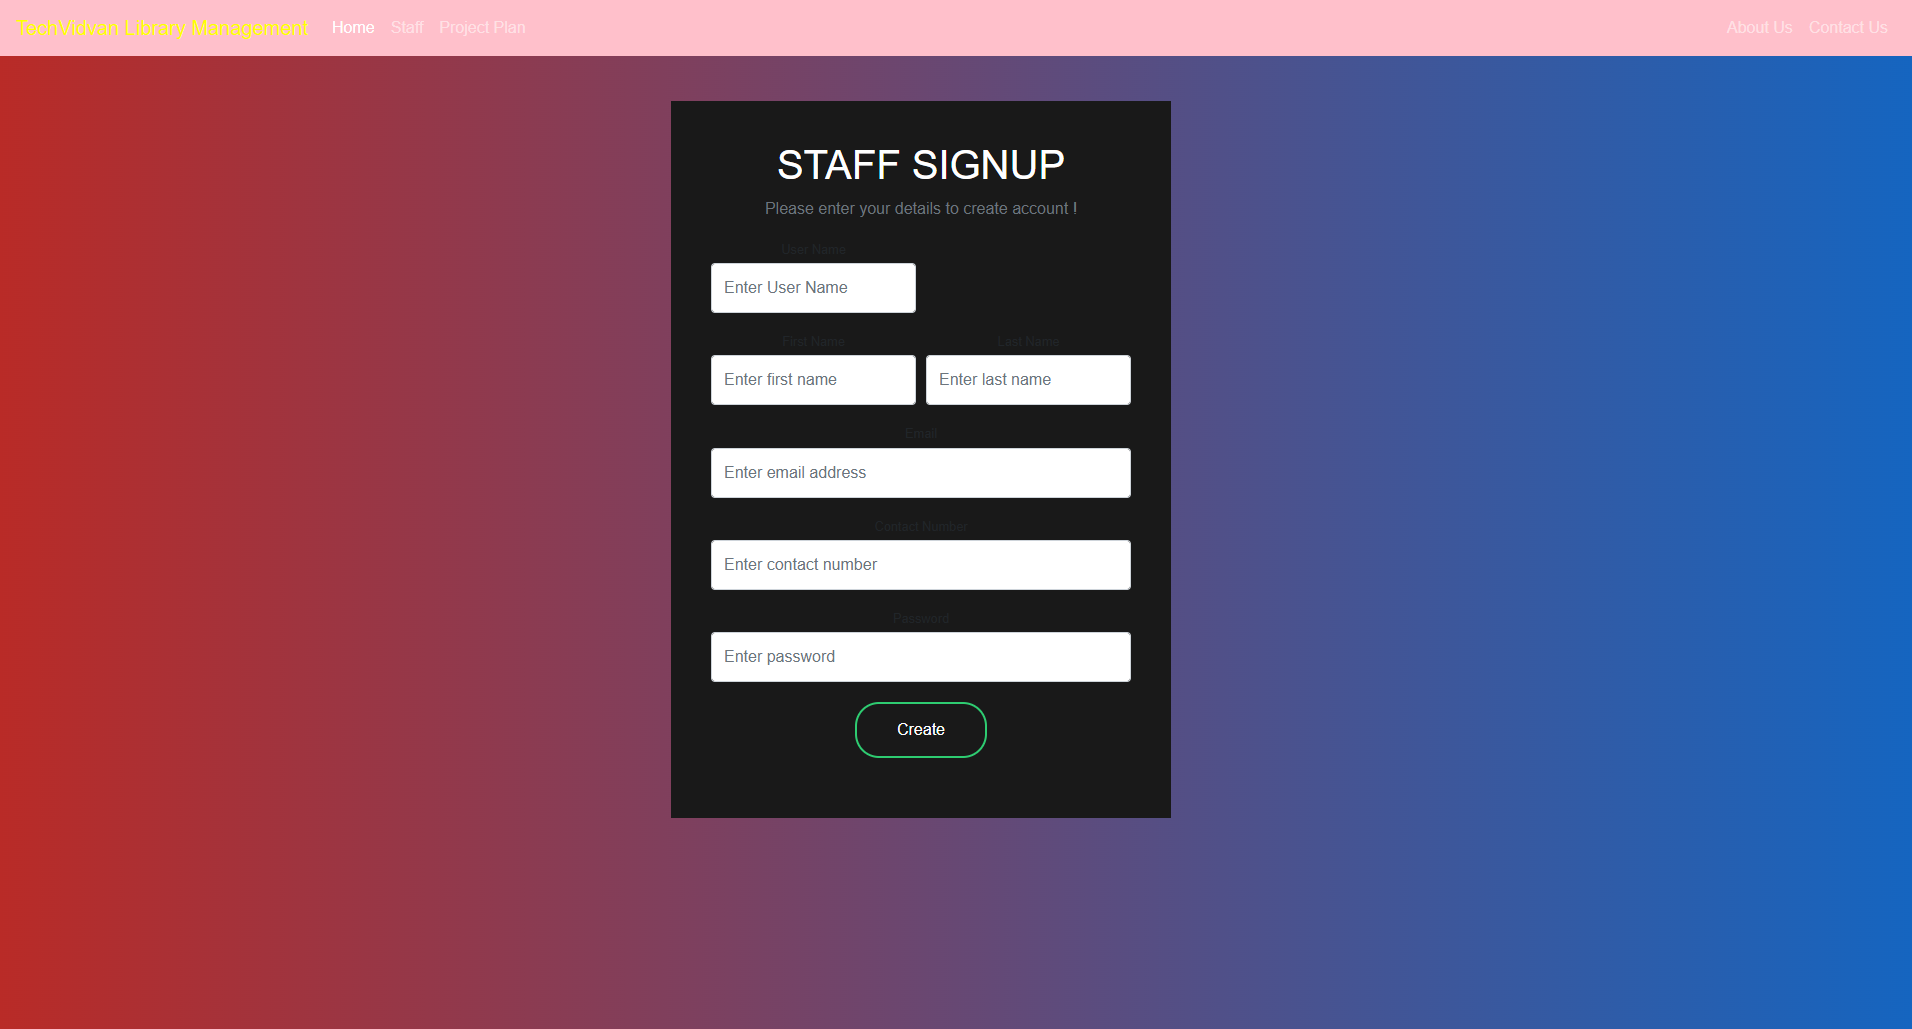 TechVidvan Library Management Home Staff Project Plan About Us Contact Us
STAFF SIGNUP
Please enter your details to create account !
User Name
Enter User Name
First Name Last Name
Enter first name Enter last name
Email
Enter email address
Contact Number
Enter contact number
Password
Enter password
Create